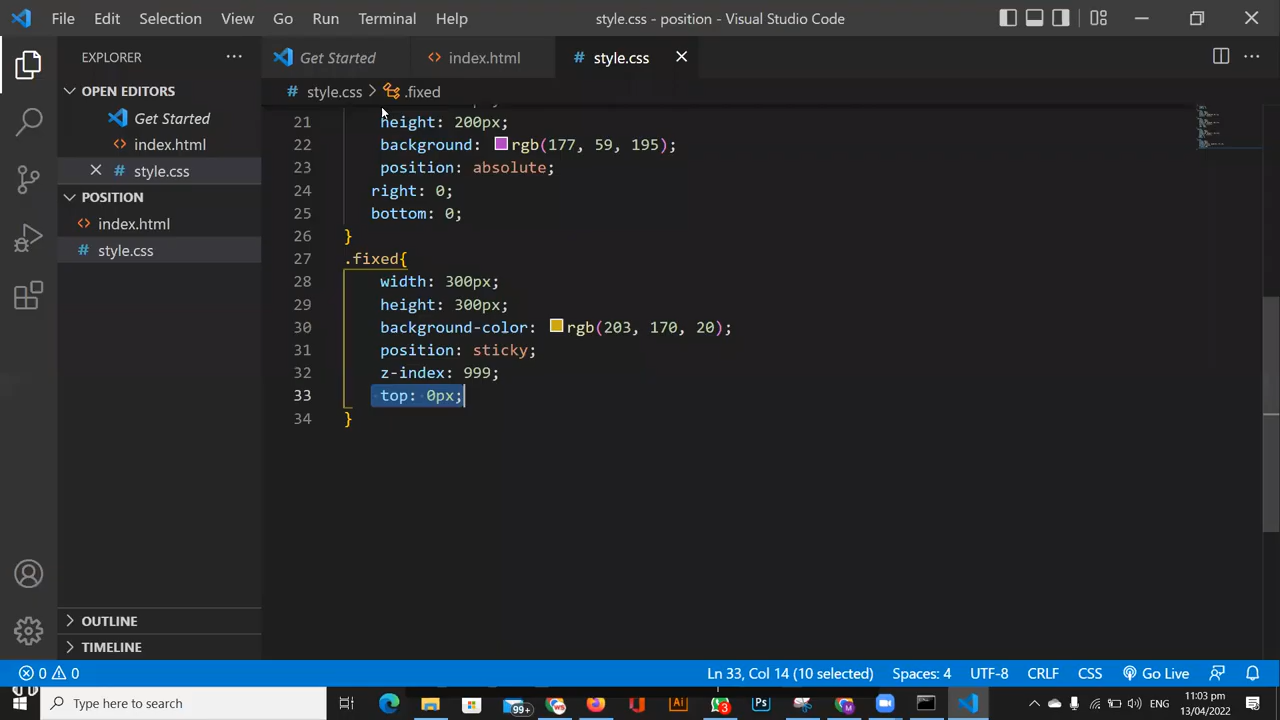 File Edit Selection View Go Run Terminal Help style.css - position - Visual Studio Code
EXPLORER
Get Started
index.html
# style.css
OPEN EDITORS
# style.css > .fixed
Get Started
index.html
# style.css
POSITION
index.html
# style.css
21 height: 200px;
22 background: rgb(177, 59, 195);
23 position: absolute;
24 right: 0;
25 bottom: 0;
26 }
27 .fixed{
28 width: 300px;
29 height: 300px;
30 background-color: rgb(203, 170, 20);
31 position: sticky;
32 z-index: 999;
33 top: 0px;
34 }
OUTLINE
TIMELINE
0 0 Ln 33, Col 14 (10 selected) Spaces: 4 UTF-8 CRLF CSS Go Live
Type here to search
99+
Ai
3
Ps
M
ENG
11:03 pm
13/04/2022